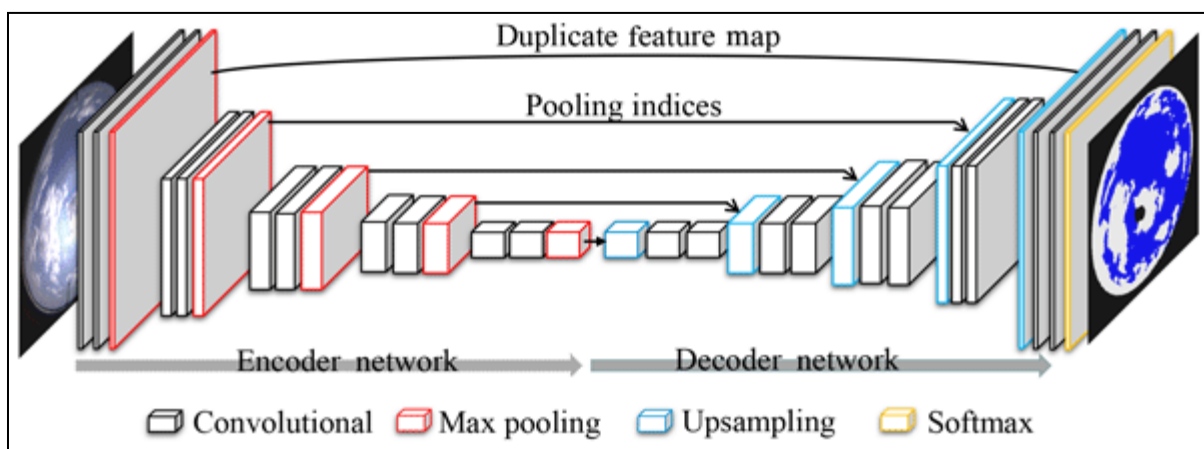 Duplicate feature map
Pooling indices
Encoder network
Decoder network
Convolutional
Max pooling
Upsampling
Softmax